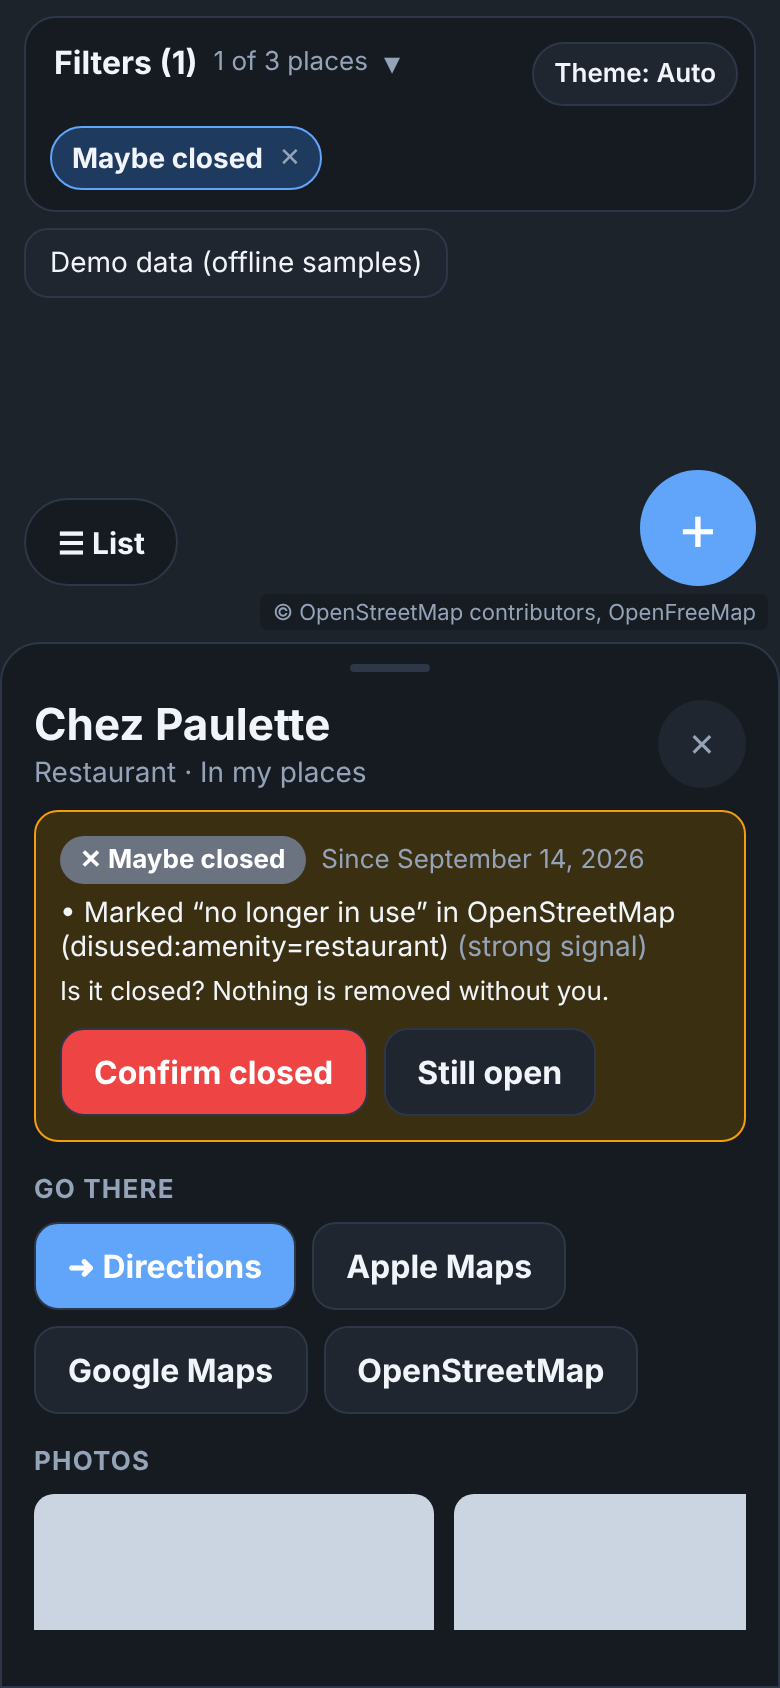 Filters (1) 1 of 3 places ▼
Theme: Auto
Maybe closed ✕
Demo data (offline samples)
☰ List
+
© OpenStreetMap contributors, OpenFreeMap
Chez Paulette
✕
Restaurant · In my places
✕ Maybe closed Since September 14, 2026
• Marked “no longer in use” in OpenStreetMap
(disused:amenity=restaurant) (strong signal)
Is it closed? Nothing is removed without you.
Confirm closed Still open
GO THERE
➜ Directions Apple Maps
Google Maps OpenStreetMap
PHOTOS